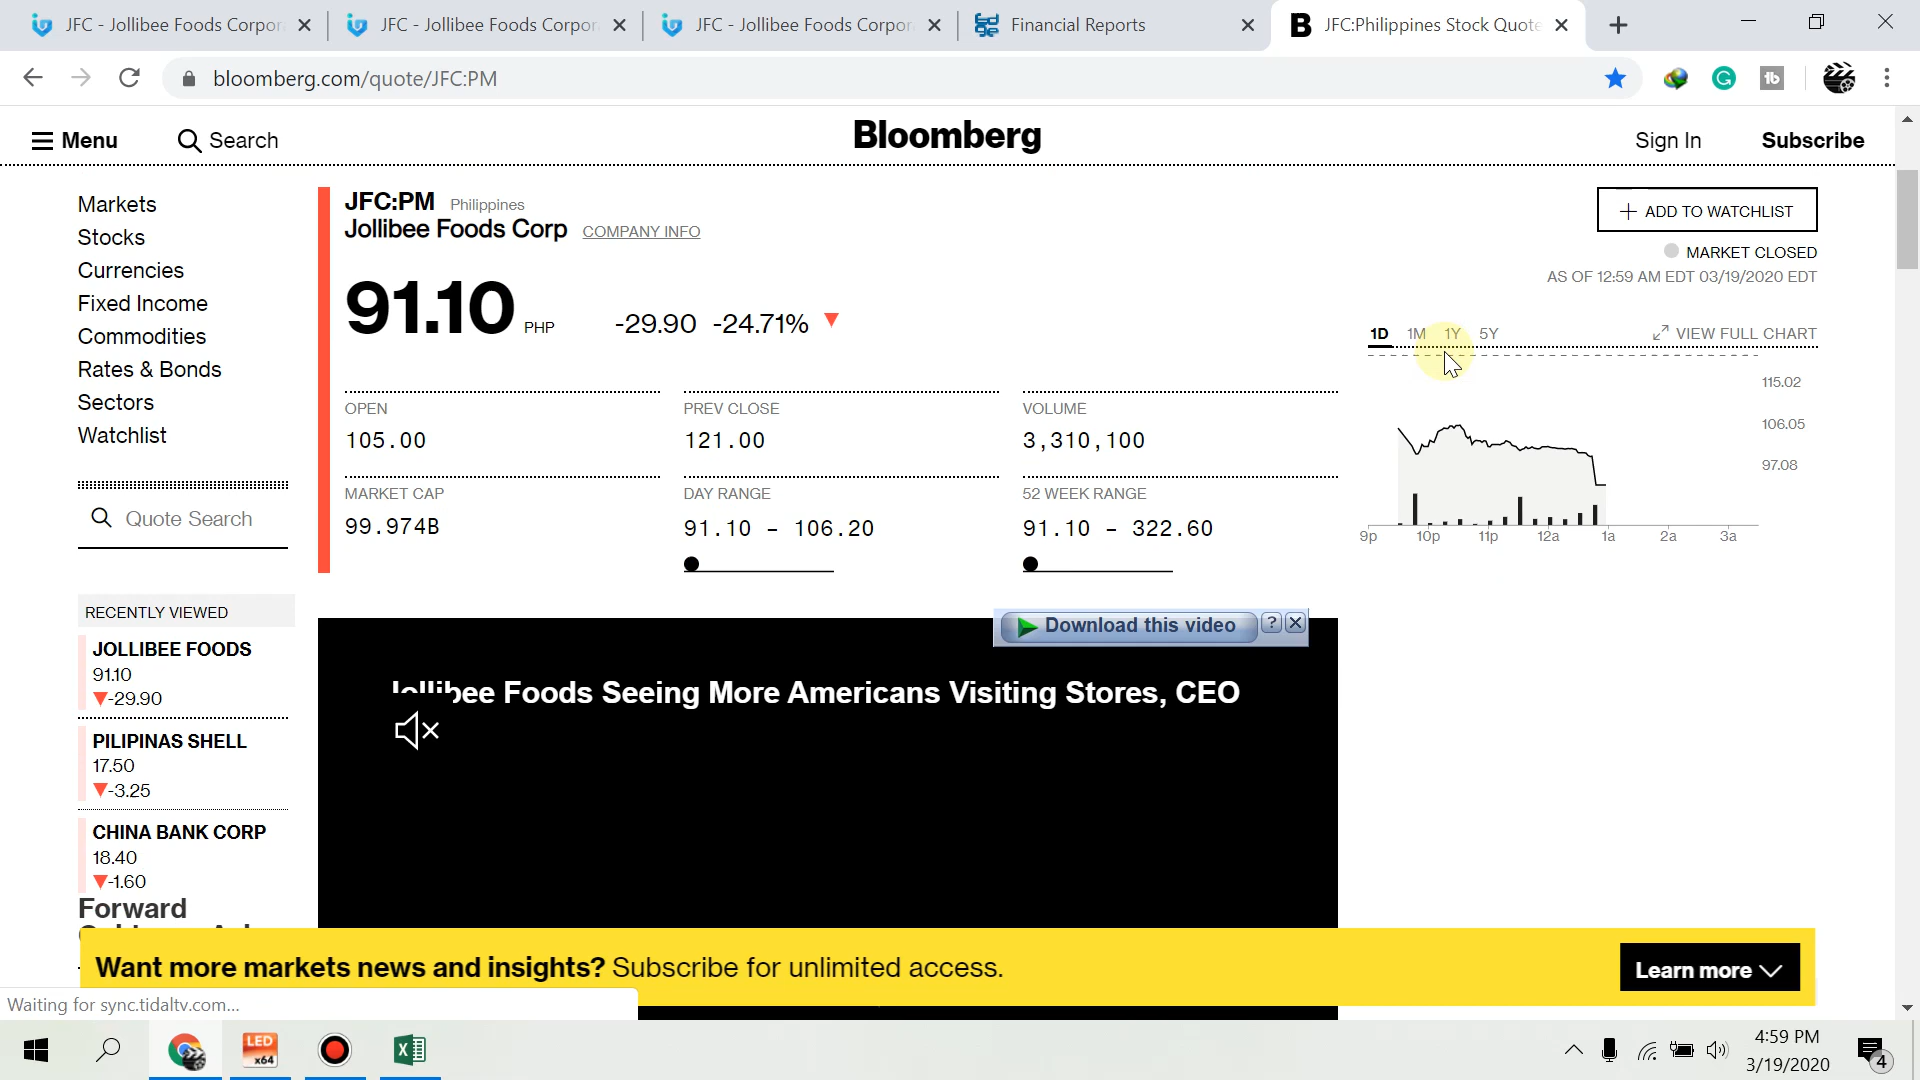 JFC - Jollibee Foods Corpor
JFC - Jollibee Foods Corpor
JFC - Jollibee Foods Corpor
Financial Reports
JFC:Philippines Stock Quote
bloomberg.com/quote/JFC:PM
Menu
Search
Bloomberg
Sign In
Subscribe
Markets
Stocks
Currencies
Fixed Income
Commodities
Rates & Bonds
Sectors
Watchlist
Quote Search
RECENTLY VIEWED
JOLLIBEE FOODS
91.10
▼-29.90
PILIPINAS SHELL
17.50
▼-3.25
CHINA BANK CORP
18.40
▼-1.60
Forward
JFC:PM Philippines
Jollibee Foods Corp COMPANY INFO
91.10 PHP -29.90 -24.71% ▼
OPEN
105.00
PREV CLOSE
121.00
VOLUME
3,310,100
MARKET CAP
99.974B
DAY RANGE
91.10 - 106.20
52 WEEK RANGE
91.10 - 322.60
+ ADD TO WATCHLIST
MARKET CLOSED
AS OF 12:59 AM EDT 03/19/2020 EDT
1D 1M 1Y 5Y VIEW FULL CHART
115.02
106.05
97.08
9p 10p 11p 12a 1a 2a 3a
Download this video ?
Jollibee Foods Seeing More Americans Visiting Stores, CEO
Want more markets news and insights? Subscribe for unlimited access.
Learn more
Waiting for sync.tidaltv.com...
LED
x64
4:59 PM
3/19/2020
4